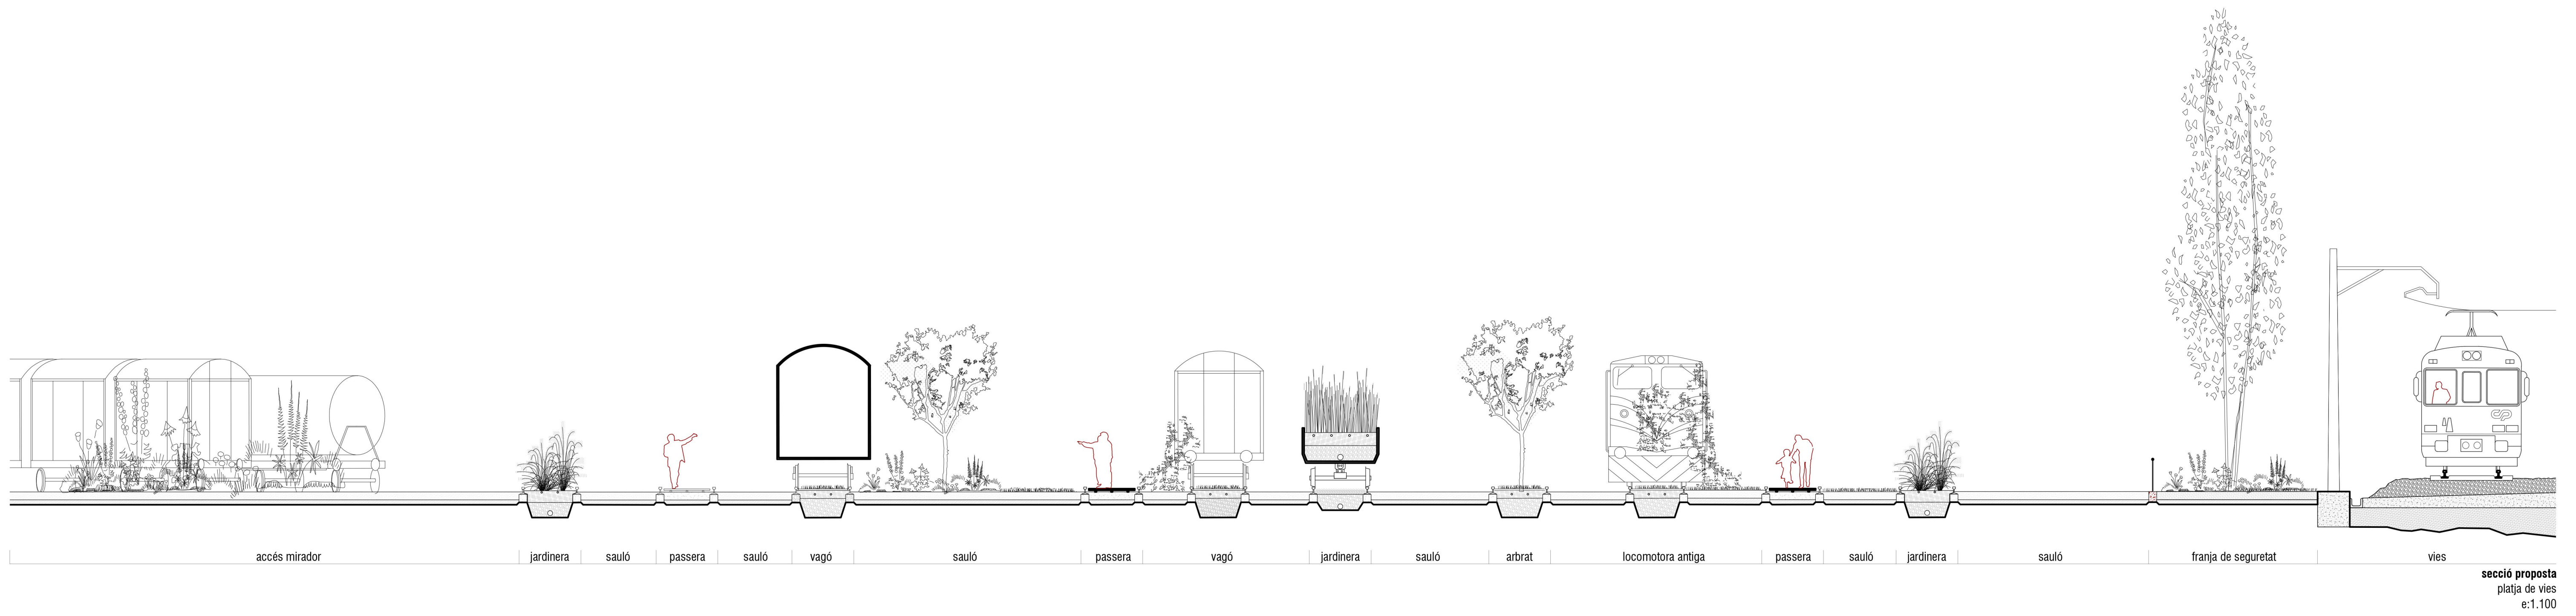 accés mirador
jardinera
sauló
passera
sauló
vagó
sauló
passera
vagó
jardinera
sauló
arbrat
locomotora antiga
passera
sauló
jardinera
sauló
franja de seguretat
vies
secció proposta
platja de vies
e:1.100